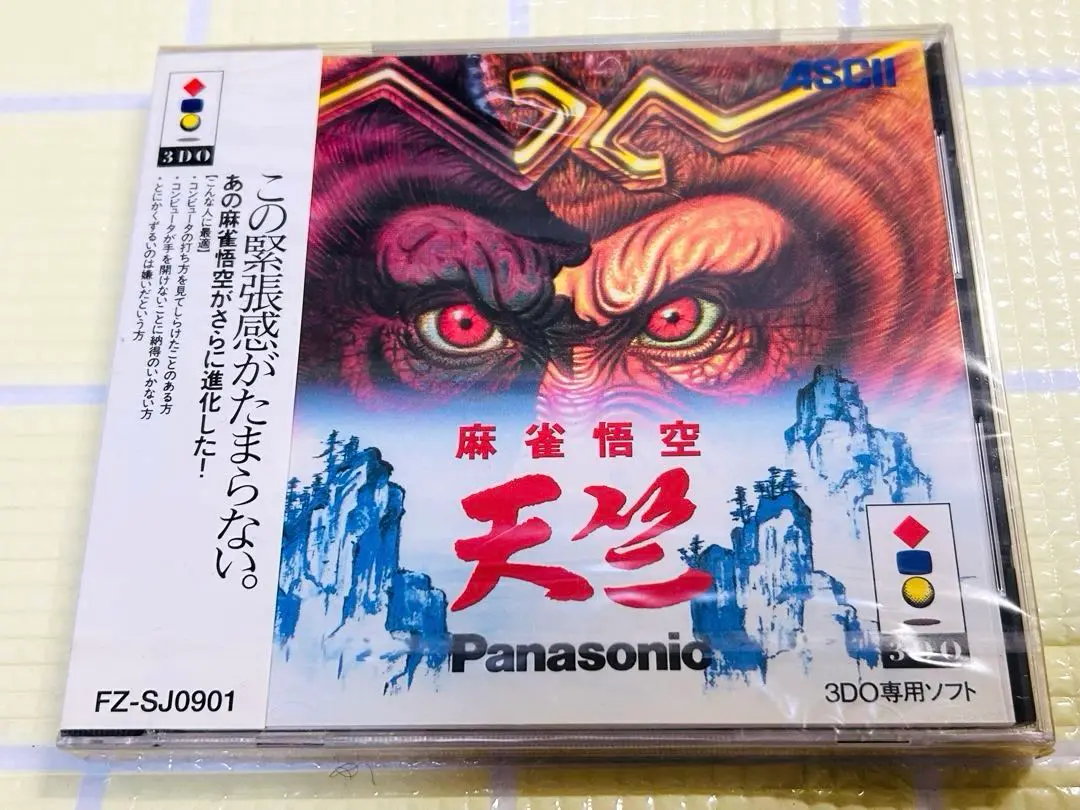 3DO
この緊張感がたまらない。
あの麻雀悟空がさらに進化した!
[こんな人に最適]
・コンピュータの打ち方を見てしらけたことのある方
・コンピュータが手を開けないことに納得のいかない方
・とにかくずるいのは嫌いだという方
FZ-SJ0901
ASCII
麻雀悟空
天竺
Panasonic
3DO
3DO専用ソフト